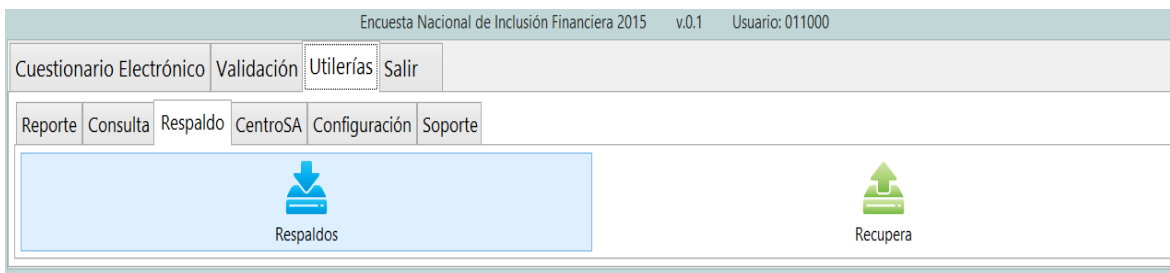 Encuesta Nacional de Inclusión Financiera 2015 v.0.1 Usuario: 011000
Cuestionario Electrónico Validación Utilerías Salir
Reporte Consulta Respaldo CentroSA Configuración Soporte
Respaldos Recupera